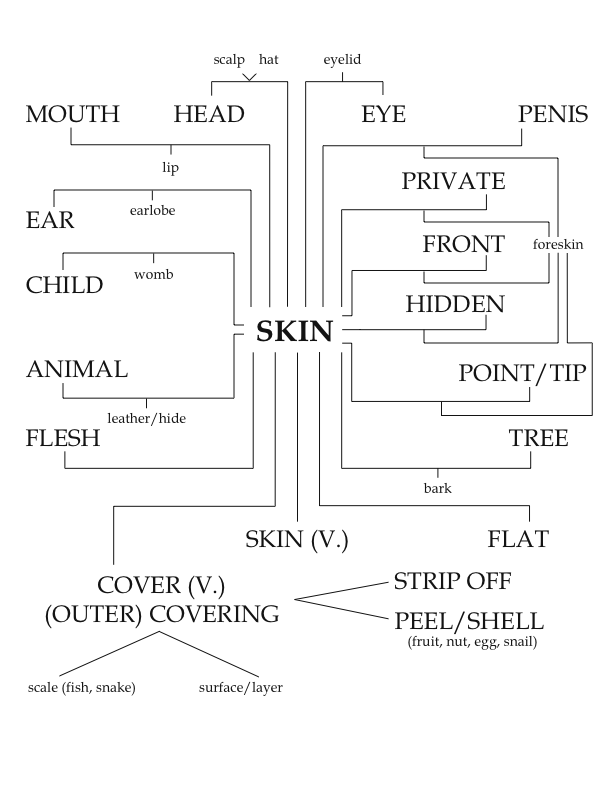 scalp hat
eyelid
MOUTH
HEAD
EYE
PENIS
lip
PRIVATE
earlobe
EAR
FRONT
foreskin
womb
CHILD
HIDDEN
SKIN
ANIMAL
POINT/TIP
leather/hide
FLESH
TREE
bark
SKIN (V.)
FLAT
COVER (V.)
(OUTER) COVERING
STRIP OFF
PEEL/SHELL
(fruit, nut, egg, snail)
scale (fish, snake)
surface/layer